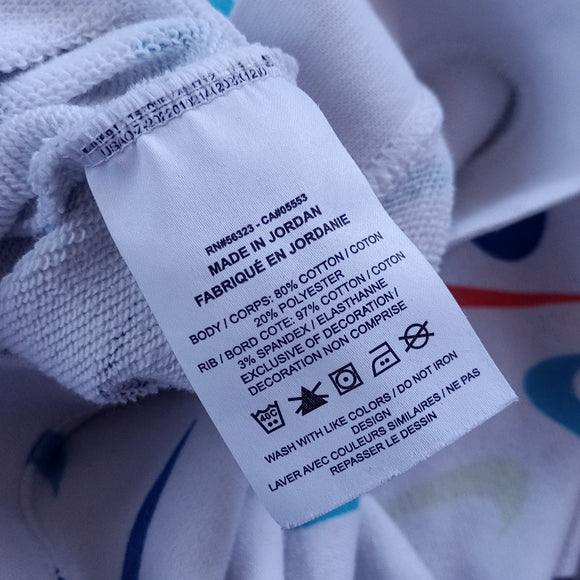 RN#56323 - CA#05553
MADE IN JORDAN
FABRIQUÉ EN JORDANIE
BODY / CORPS: 80% COTTON / COTON
20% POLYESTER
RIB / BORD COTE: 97% COTTON / COTON
3% SPANDEX / ELASTHANNE
EXCLUSIVE OF DECORATION /
DECORATION NON COMPRISE
40C
WASH WITH LIKE COLORS / DO NOT IRON
DESIGN
LAVER AVEC COULEURS SIMILAIRES / NE PAS
REPASSER LE DESSIN